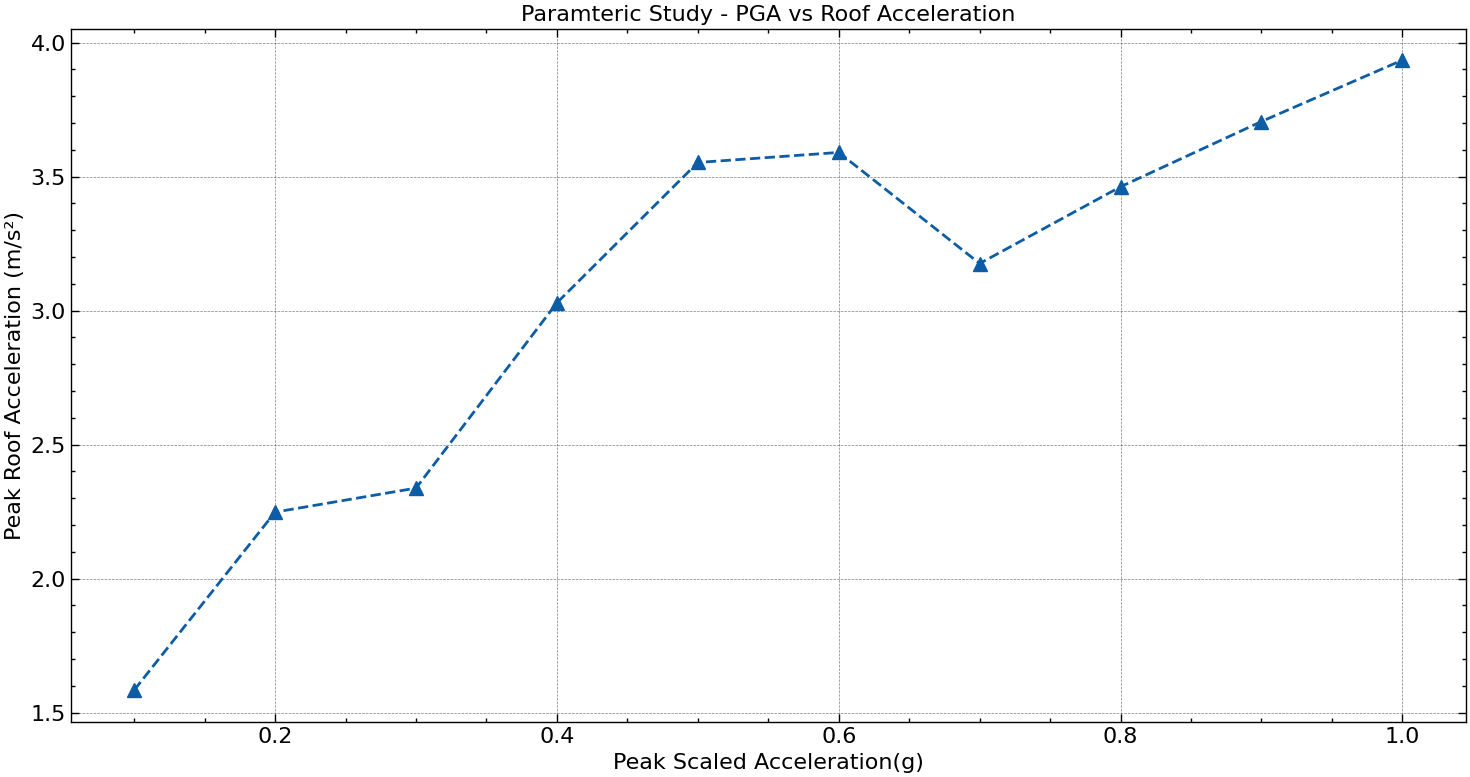 Paramteric Study - PGA vs Roof Acceleration
4.0
3.5
3.0
2.5
2.0
1.5
Peak Roof Acceleration (m/s²)
0.2 0.4 0.6 0.8 1.0
Peak Scaled Acceleration(g)